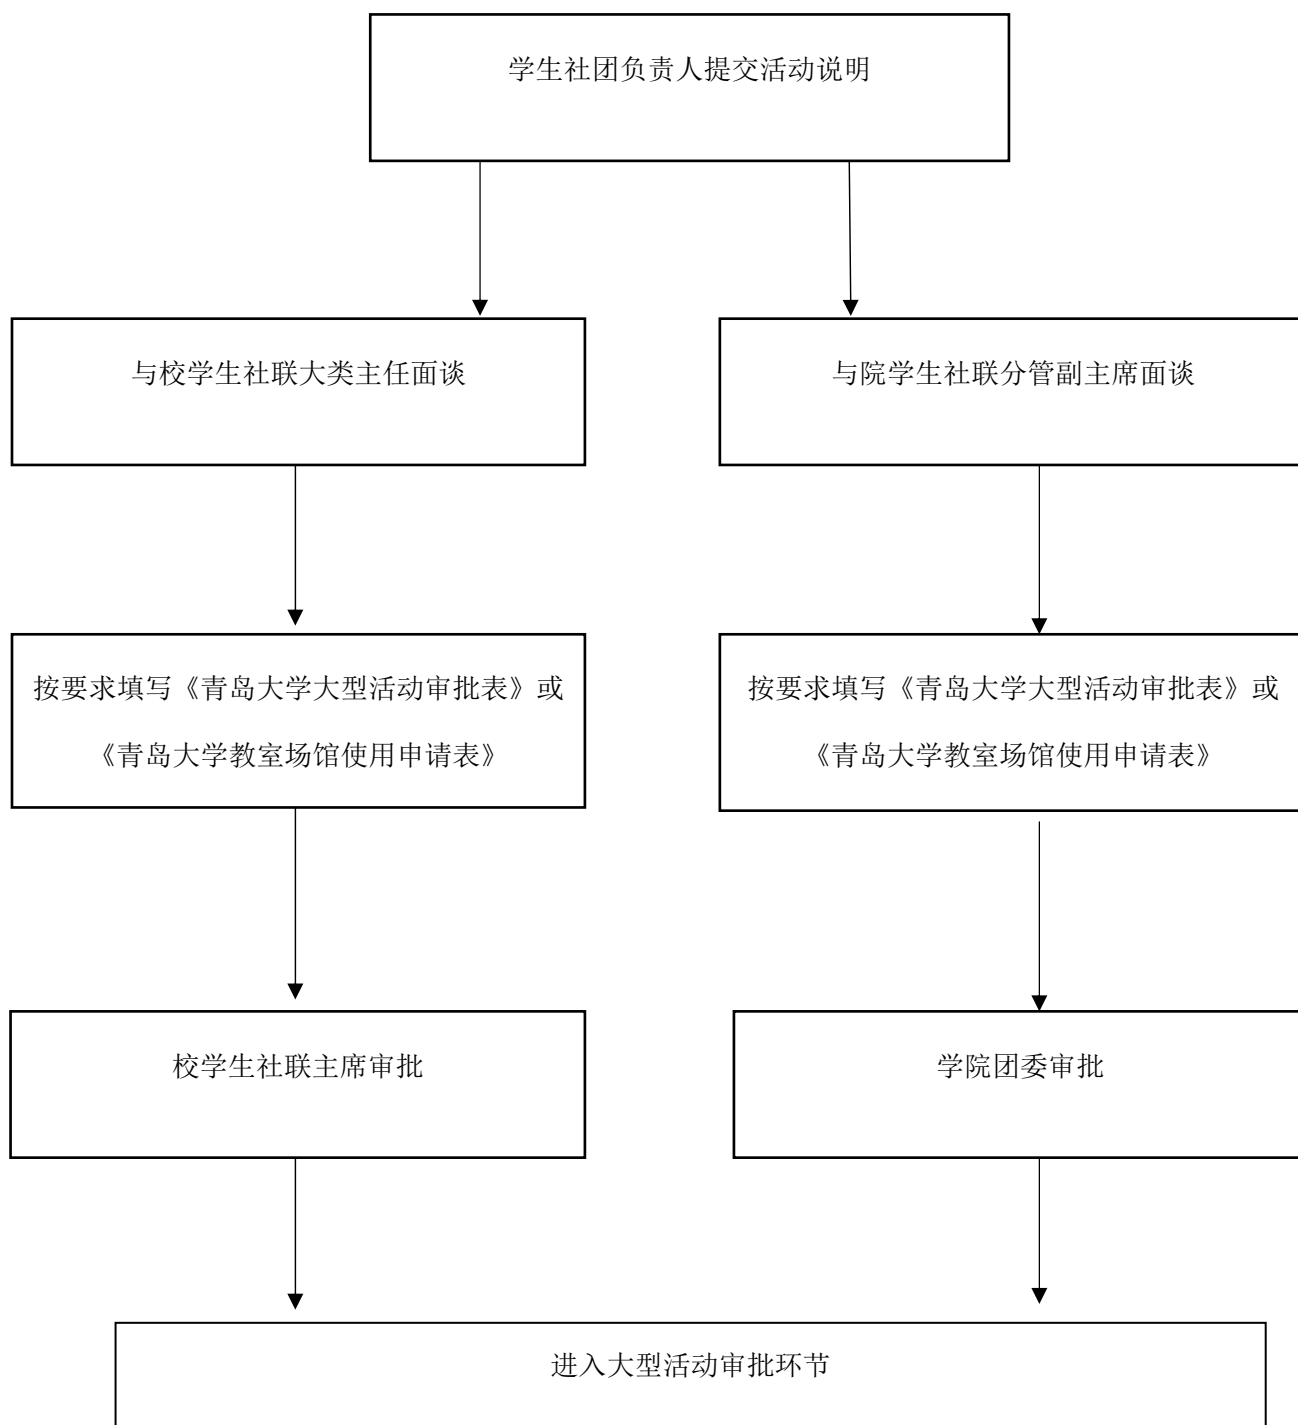 学生社团负责人提交活动说明
与校学生社联大类主任面谈
与院学生社联分管副主席面谈
按要求填写《青岛大学大型活动审批表》或
《青岛大学教室场馆使用申请表》
按要求填写《青岛大学大型活动审批表》或
《青岛大学教室场馆使用申请表》
校学生社联主席审批
学院团委审批
进入大型活动审批环节